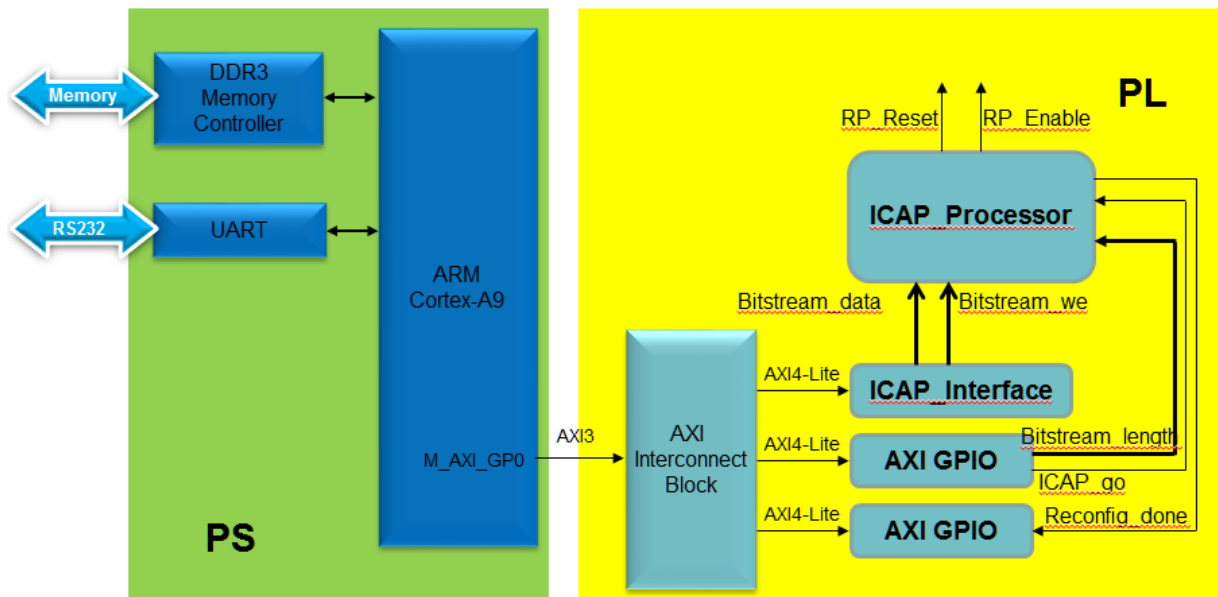 DDR3
Memory
Controller
Memory
UART
RS232
ARM
Cortex-A9
M_AXI_GP0
PS
AXI3
PL
RP_Reset
RP_Enable
ICAP_Processor
Bitstream_data
Bitstream_we
AXI
Interconnect
Block
AXI4-Lite
ICAP_Interface
AXI4-Lite
AXI GPIO
Bitstream_length
ICAP_go
AXI4-Lite
AXI GPIO
Reconfig_done